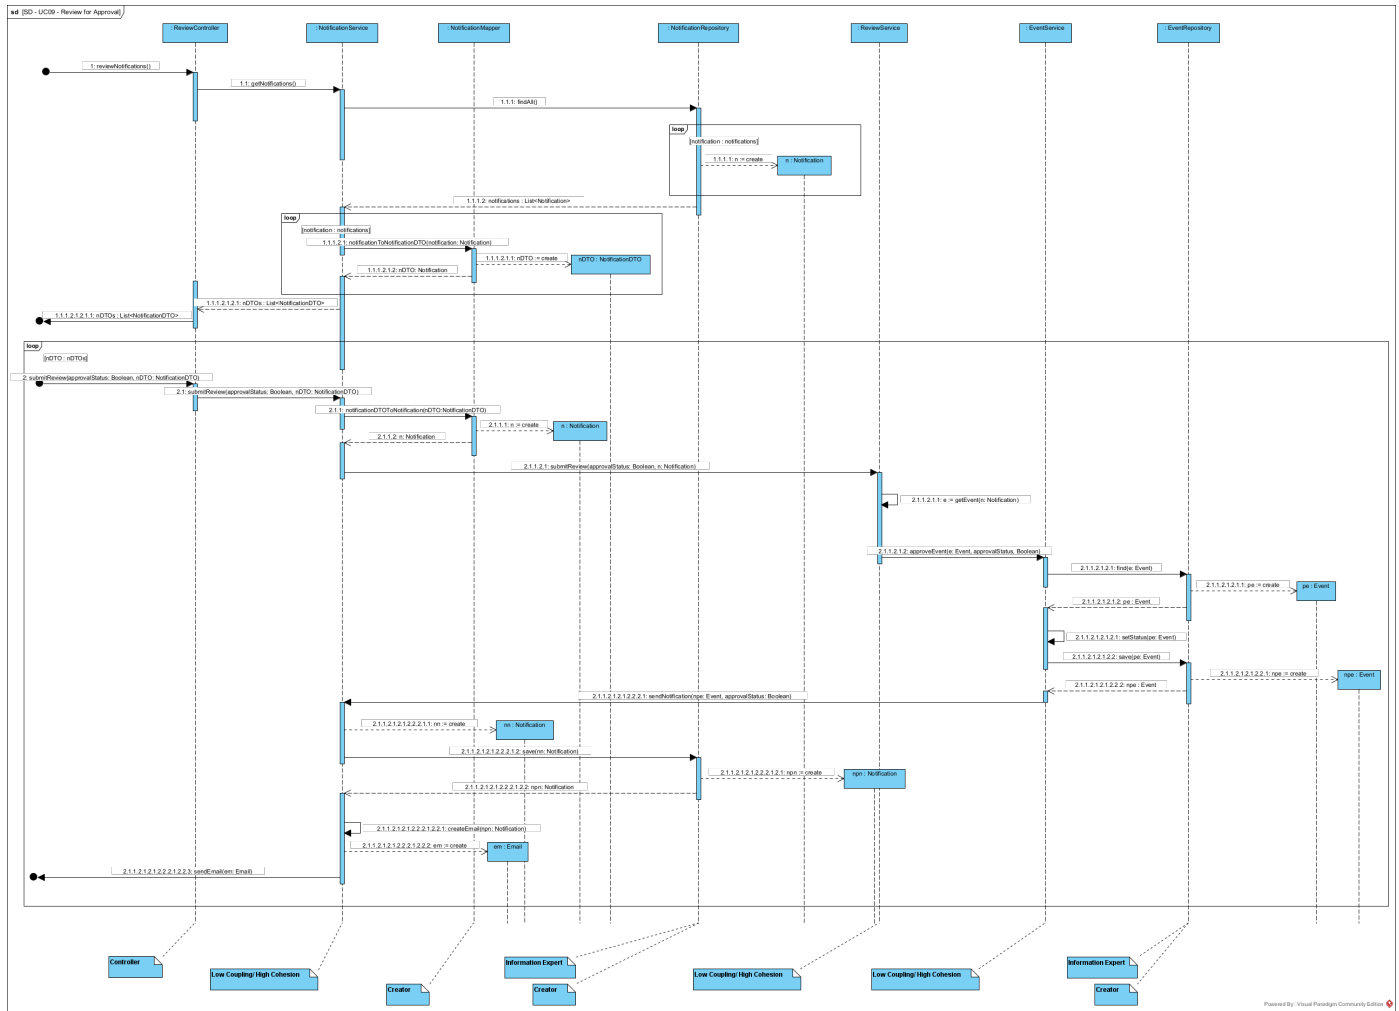 sd [SD - UC09 - Review for Approval]
: ReviewController
: NotificationService
: NotificationMapper
: NotificationRepository
: ReviewService
: EventService
: EventRepository
1: reviewNotifications()
1.1: getNotifications()
1.1.1: findAll()
loop
[notification : notifications]
1.1.1.1: n := create
n : Notification
1.1.1.2: notifications : List<Notification>
loop
[notification : notifications]
1.1.1.2.1: notificationToNotificationDTO(notification: Notification)
1.1.1.2.1.1: nDTO := create
nDTO : NotificationDTO
1.1.1.2.1.2: nDTO: Notification
1.1.1.2.1.2.1: nDTOs : List<NotificationDTO>
1.1.1.2.1.2.1.1: nDTOs : List<NotificationDTO>
loop
[nDTO : nDTOs]
2: submitReview(approvalStatus: Boolean, nDTO: NotificationDTO)
2.1: submitReview(approvalStatus: Boolean, nDTO: NotificationDTO)
2.1.1: notificationDTOToNotification(nDTO:NotificationDTO)
2.1.1.1: n := create
n : Notification
2.1.1.2: n: Notification
2.1.1.2.1: submitReview(approvalStatus: Boolean, n: Notification)
2.1.1.2.1.1: e := getEvent(n: Notification)
2.1.1.2.1.2: approveEvent(e: Event, approvalStatus, Boolean)
2.1.1.2.1.2.1: find(e: Event)
2.1.1.2.1.2.1.1: pe := create
pe : Event
2.1.1.2.1.2.1.2: pe : Event
2.1.1.2.1.2.1.2.1: setStatus(pe: Event)
2.1.1.2.1.2.1.2.2: save(pe: Event)
2.1.1.2.1.2.1.2.2.1: npe := create
npe : Event
2.1.1.2.1.2.1.2.2.2: npe : Event
2.1.1.2.1.2.1.2.2.2.1: sendNotification(npe: Event, approvalStatus: Boolean)
2.1.1.2.1.2.1.2.2.2.1.1: nn := create
nn : Notification
2.1.1.2.1.2.1.2.2.2.1.2: save(nn: Notification)
2.1.1.2.1.2.1.2.2.2.1.2.1: npn := create
npn : Notification
2.1.1.2.1.2.1.2.2.2.1.2.2: npn: Notification
2.1.1.2.1.2.1.2.2.2.1.2.2.1: createEmail(npn: Notification)
2.1.1.2.1.2.1.2.2.2.1.2.2.2: em := create
em : Email
2.1.1.2.1.2.1.2.2.2.1.2.2.3: sendEmail(em: Email)
Controller
Low Coupling/ High Cohesion
Creator
Information Expert
Creator
Low Coupling/ High Cohesion
Low Coupling/ High Cohesion
Information Expert
Creator
Powered By: Visual Paradigm Community Edition